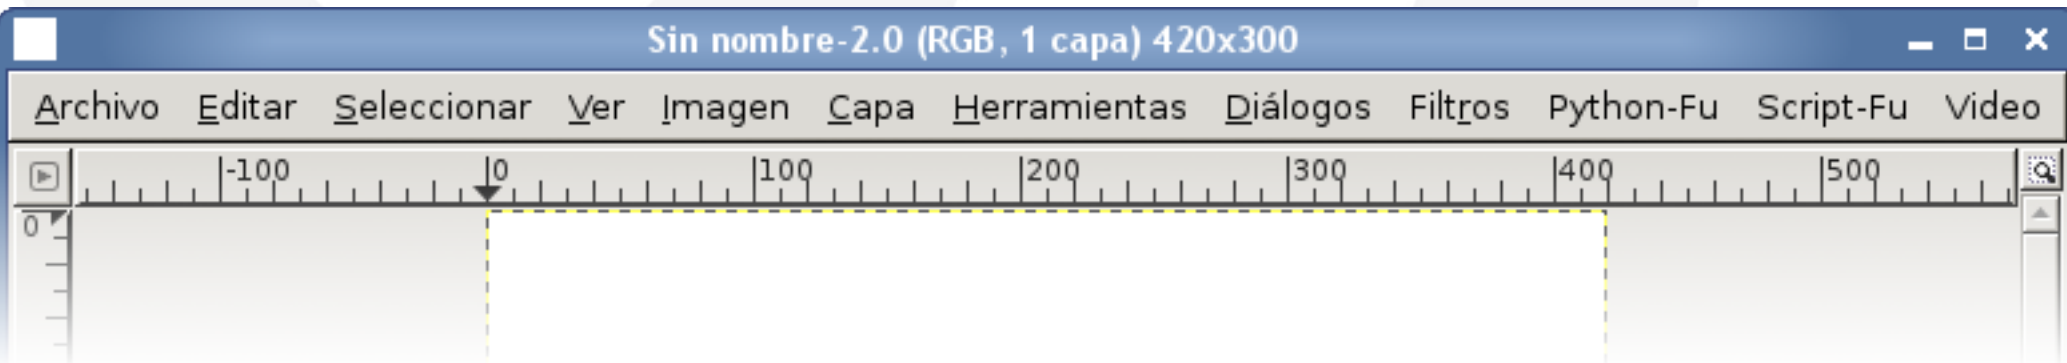 Sin nombre-2.0 (RGB, 1 capa) 420x300
Archivo Editar Seleccionar Ver Imagen Capa Herramientas Diálogos Filtros Python-Fu Script-Fu Video
-100 0 100 200 300 400 500
0